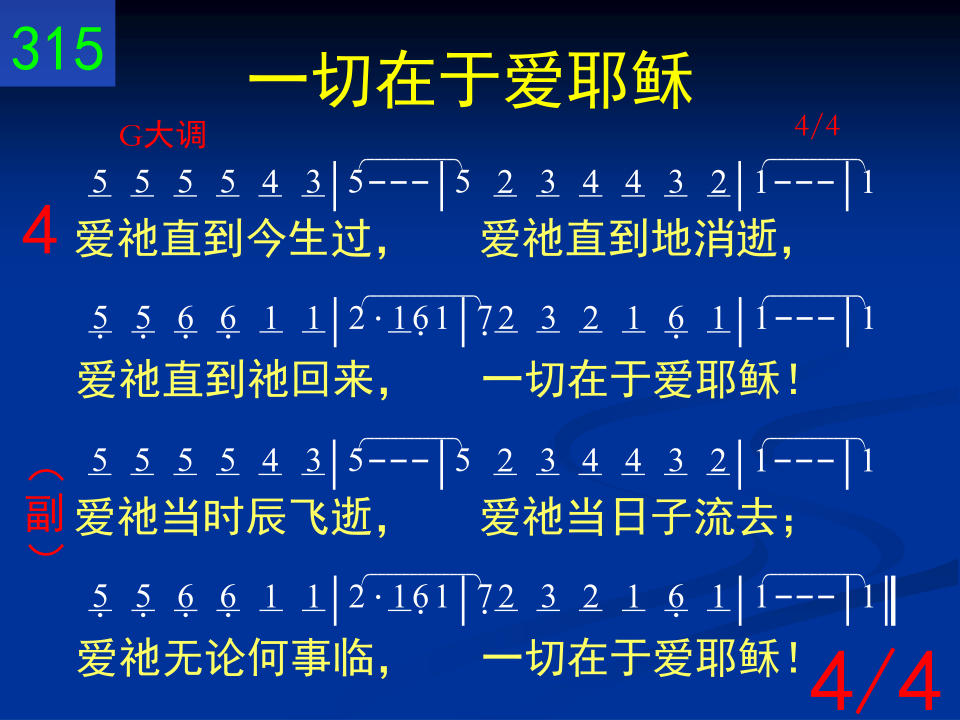 315
一切在于爱耶稣
G大调 4/4
5 5 5 5 4 3|5---|5 2 3 4 4 3 2|1---|1
4
爱祂直到今生过， 爱祂直到地消逝，
5 5 6 6 1 1|2·161|7 2 3 2 1 6 1|1---|1
爱祂直到祂回来， 一切在于爱耶稣！
5 5 5 5 4 3|5---|5 2 3 4 4 3 2|1---|1
（副）
爱祂当时辰飞逝， 爱祂当日子流去；
5 5 6 6 1 1|2·161|7 2 3 2 1 6 1|1---|1‖
爱祂无论何事临， 一切在于爱耶稣！
4/4